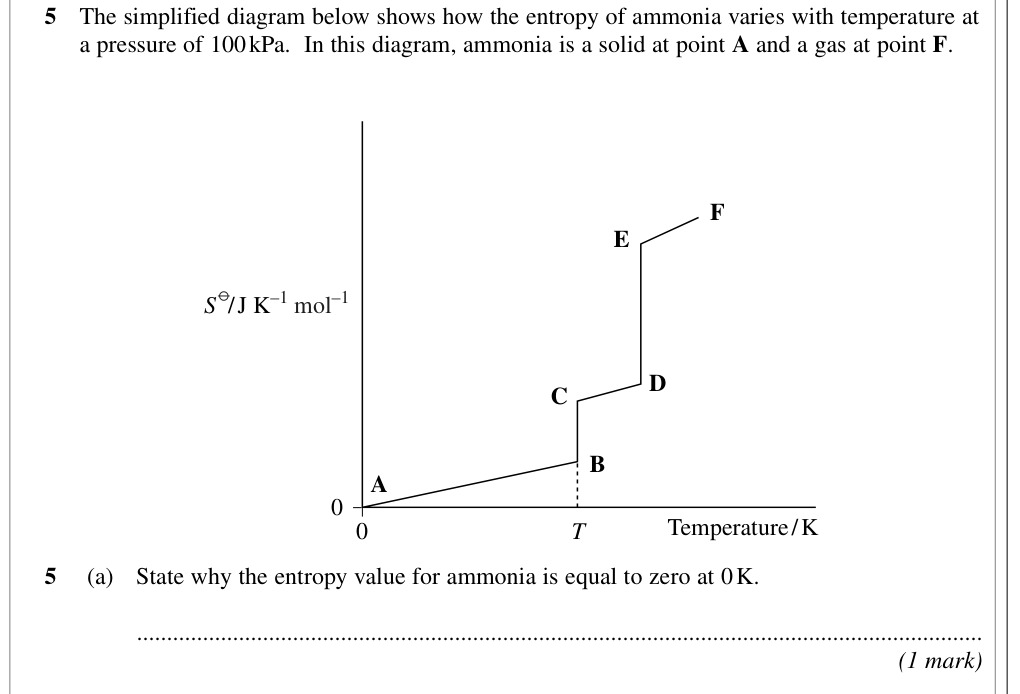 5 The simplified diagram below shows how the entropy of ammonia varies with temperature at
a pressure of 100 kPa. In this diagram, ammonia is a solid at point A and a gas at point F.
F
E
S⦵/J K⁻¹ mol⁻¹
D
C
B
A
0
0
T
Temperature/K
5 (a) State why the entropy value for ammonia is equal to zero at 0 K.
(1 mark)